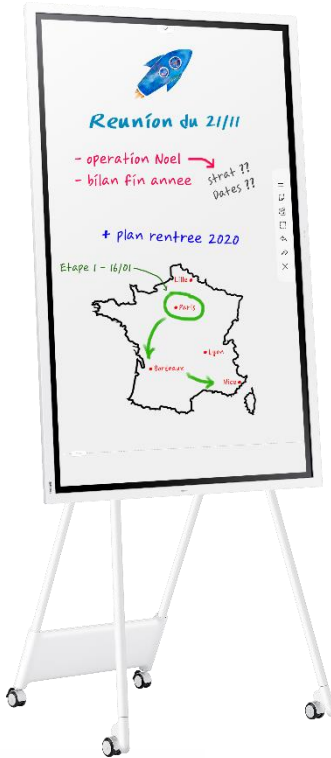 Reunion du 21/11
- operation Noel
- bilan fin annee
strat ??
Dates ??
+ plan rentree 2020
Etape 1 - 16/01
Lille
Paris
Lyon
Bordeaux
Nice